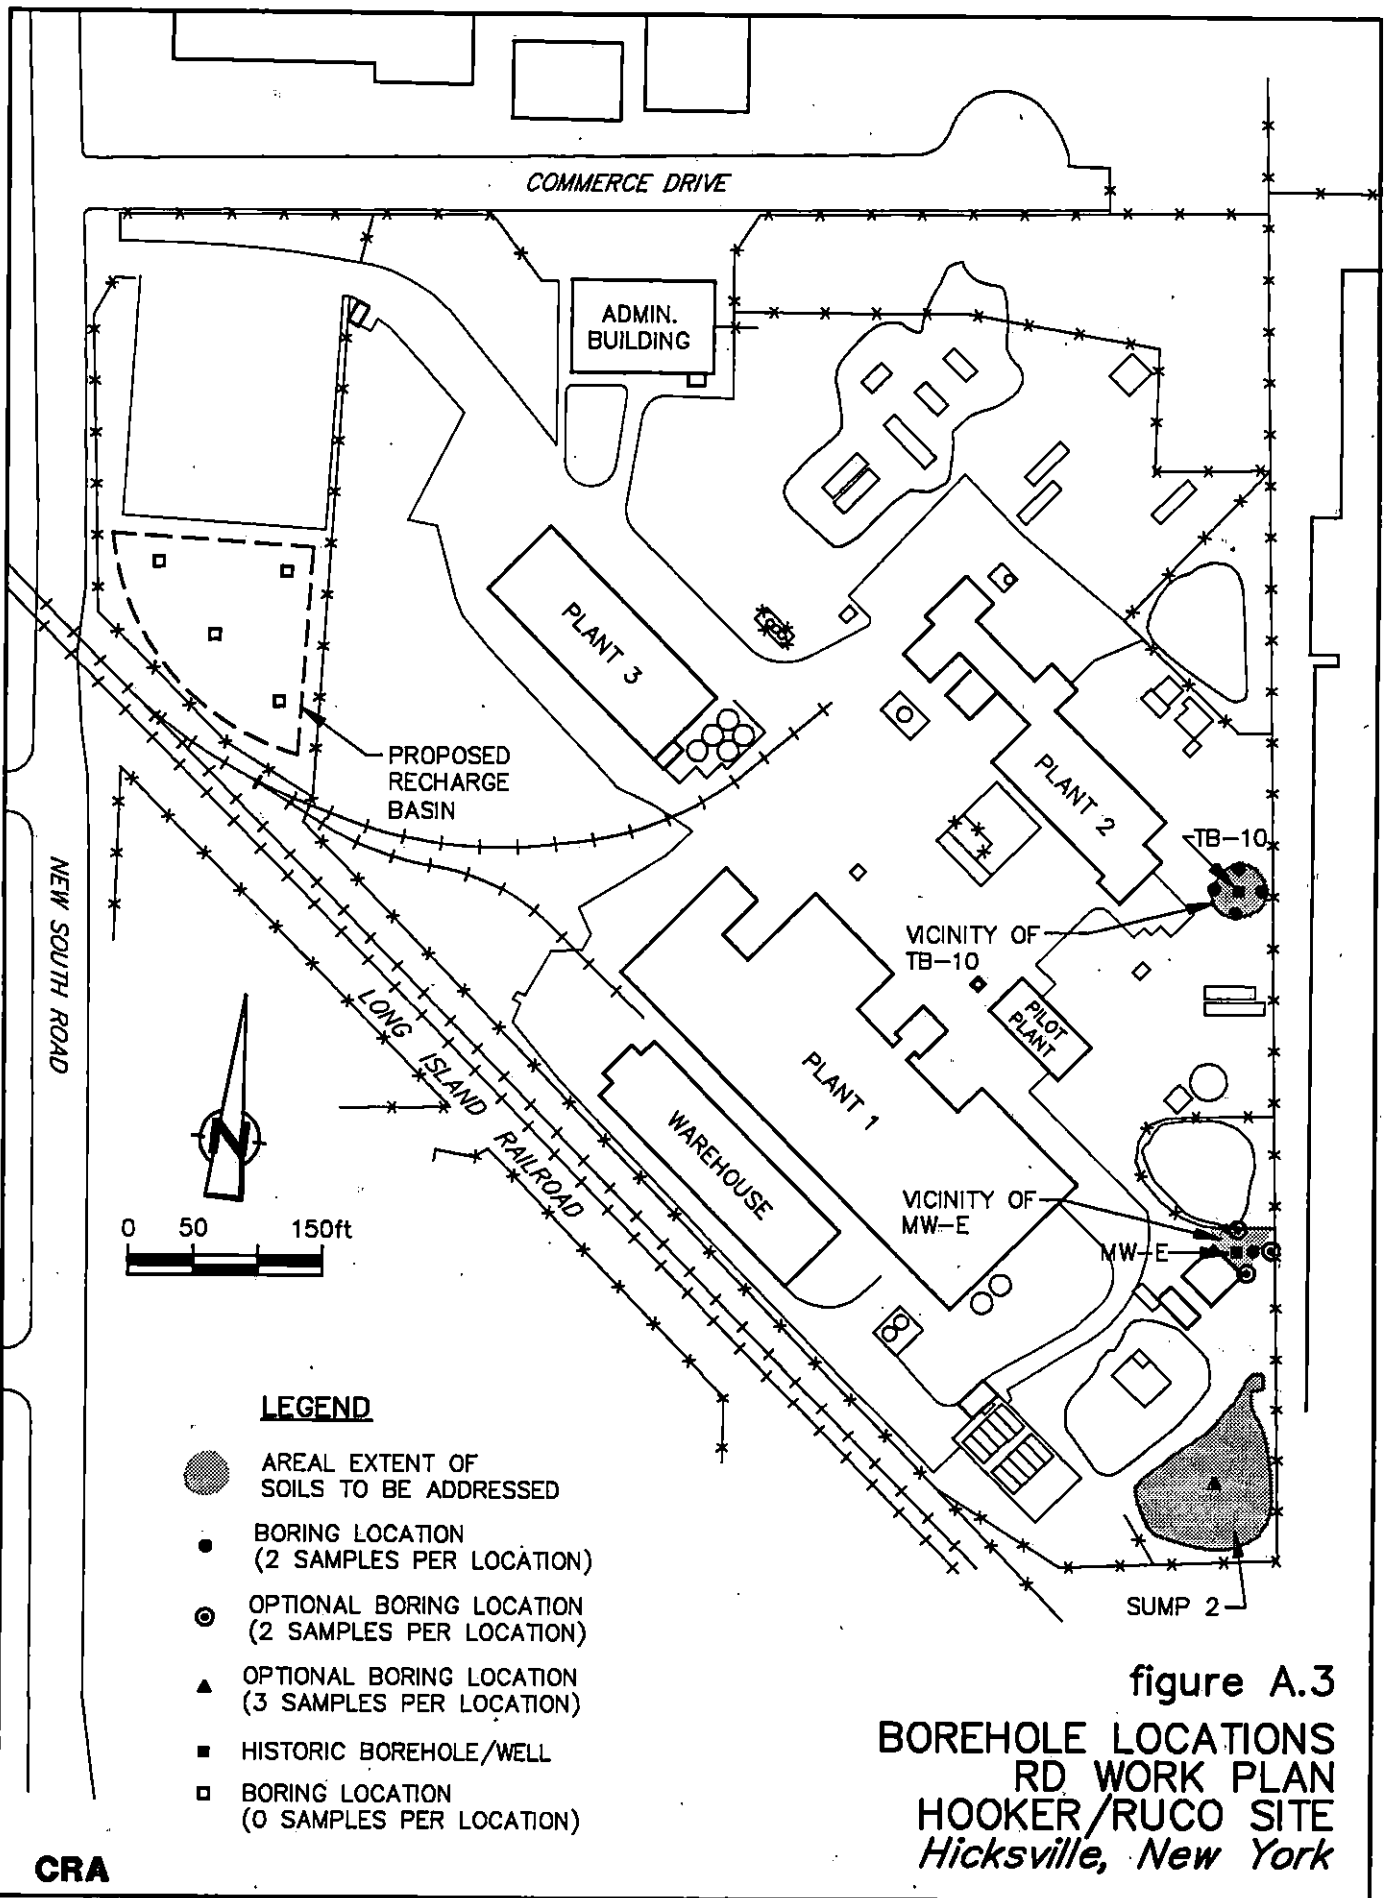 COMMERCE DRIVE
ADMIN.
BUILDING
PLANT 3
PROPOSED
RECHARGE
BASIN
PLANT 2
TB-10
VICINITY OF
TB-10
NEW SOUTH ROAD
PILOT
PLANT
LONG ISLAND
RAILROAD
PLANT 1
WAREHOUSE
VICINITY OF
MW-E
MW-E
N
0 50 150ft
LEGEND
AREAL EXTENT OF
SOILS TO BE ADDRESSED
BORING LOCATION
(2 SAMPLES PER LOCATION)
OPTIONAL BORING LOCATION
(2 SAMPLES PER LOCATION)
OPTIONAL BORING LOCATION
(3 SAMPLES PER LOCATION)
HISTORIC BOREHOLE/WELL
BORING LOCATION
(0 SAMPLES PER LOCATION)
SUMP 2
figure A.3
BOREHOLE LOCATIONS
RD WORK PLAN
HOOKER/RUCO SITE
Hicksville, New York
CRA